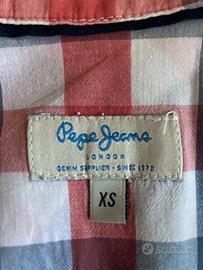 Pepe Jeans
LONDON
DENIM SUPPLIER • SINCE 1973
XS
subito